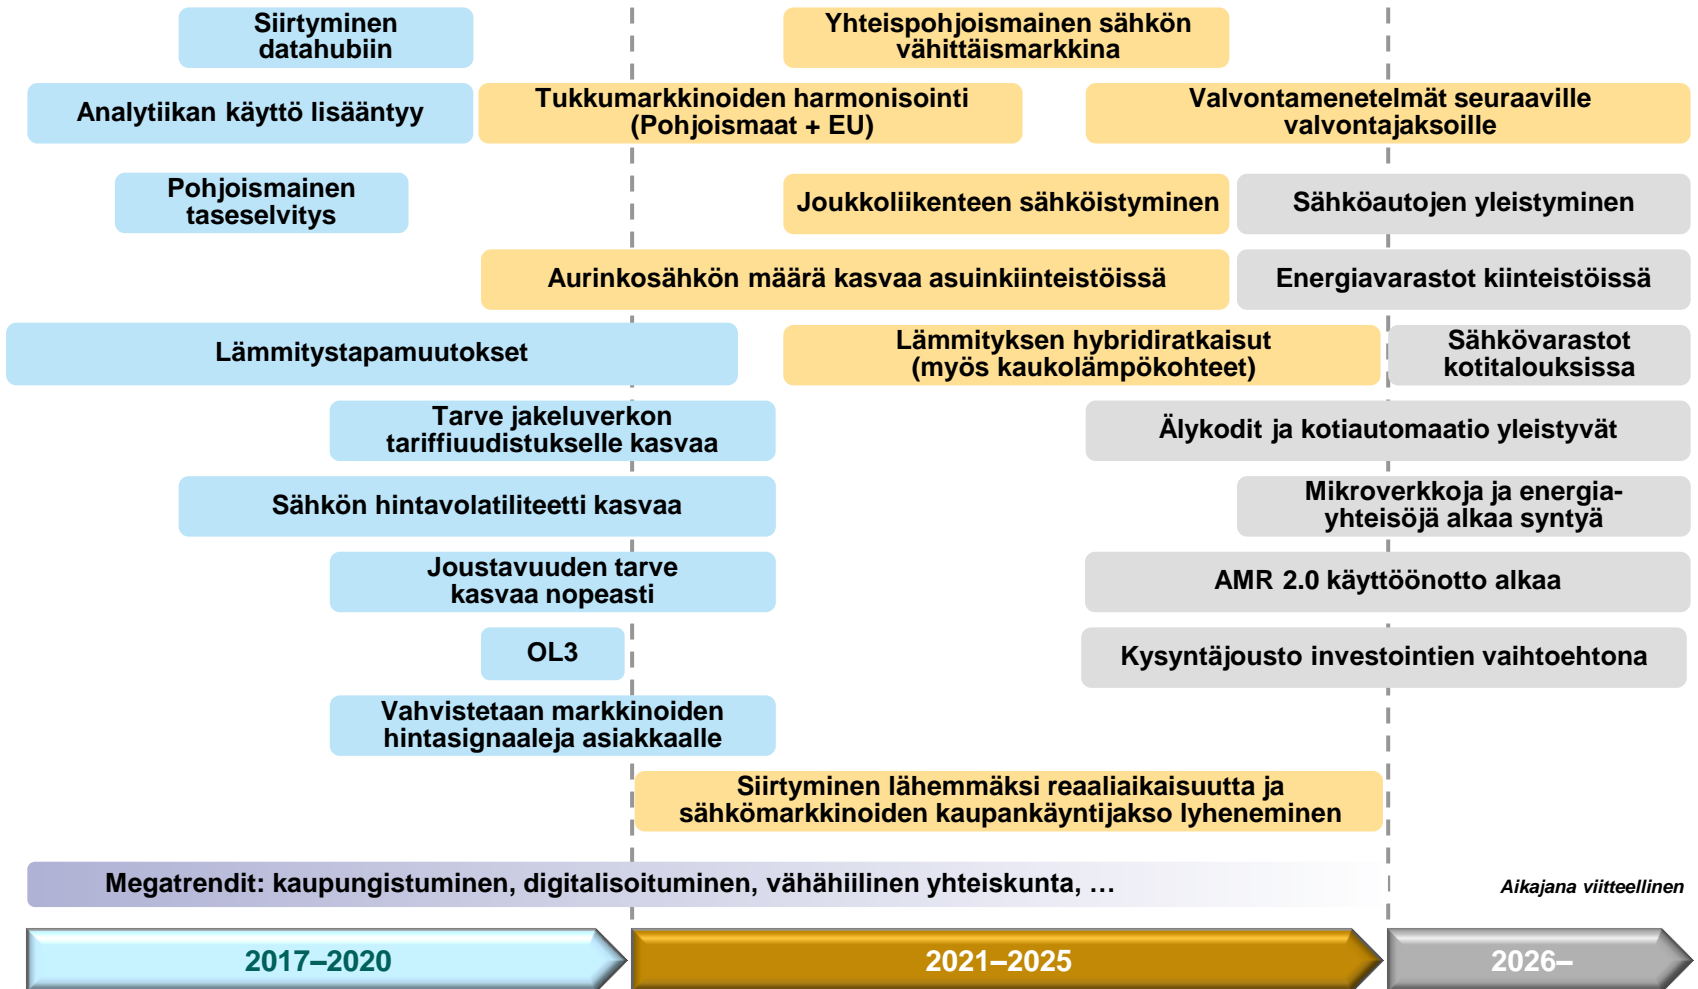 Siirtyminen
datahubiin
Yhteispohjoismainen sähkön
vähittäismarkkina
Analytiikan käyttö lisääntyy
Tukkumarkkinoiden harmonisointi
(Pohjoismaat + EU)
Valvontamenetelmät seuraaville
valvontajaksoille
Pohjoismainen
taseselvitys
Joukkoliikenteen sähköistyminen
Sähköautojen yleistyminen
Aurinkosähkön määrä kasvaa asuinkiinteistöissä
Energiavarastot kiinteistöissä
Lämmitystapamuutokset
Lämmityksen hybridiratkaisut
(myös kaukolämpökohteet)
Sähkövarastot
kotitalouksissa
Tarve jakeluverkon
tariffiuudistukselle kasvaa
Älykodit ja kotiautomaatio yleistyvät
Sähkön hintavolatiliteetti kasvaa
Mikroverkkoja ja energia-
yhteisöjä alkaa syntyä
Joustavuuden tarve
kasvaa nopeasti
AMR 2.0 käyttöönotto alkaa
OL3
Kysyntäjousto investointien vaihtoehtona
Vahvistetaan markkinoiden
hintasignaaleja asiakkaalle
Siirtyminen lähemmäksi reaaliaikaisuutta ja
sähkömarkkinoiden kaupankäyntijakso lyheneminen
Megatrendit: kaupungistuminen, digitalisoituminen, vähähiilinen yhteiskunta, …
Aikajana viitteellinen
2017–2020
2021–2025
2026–